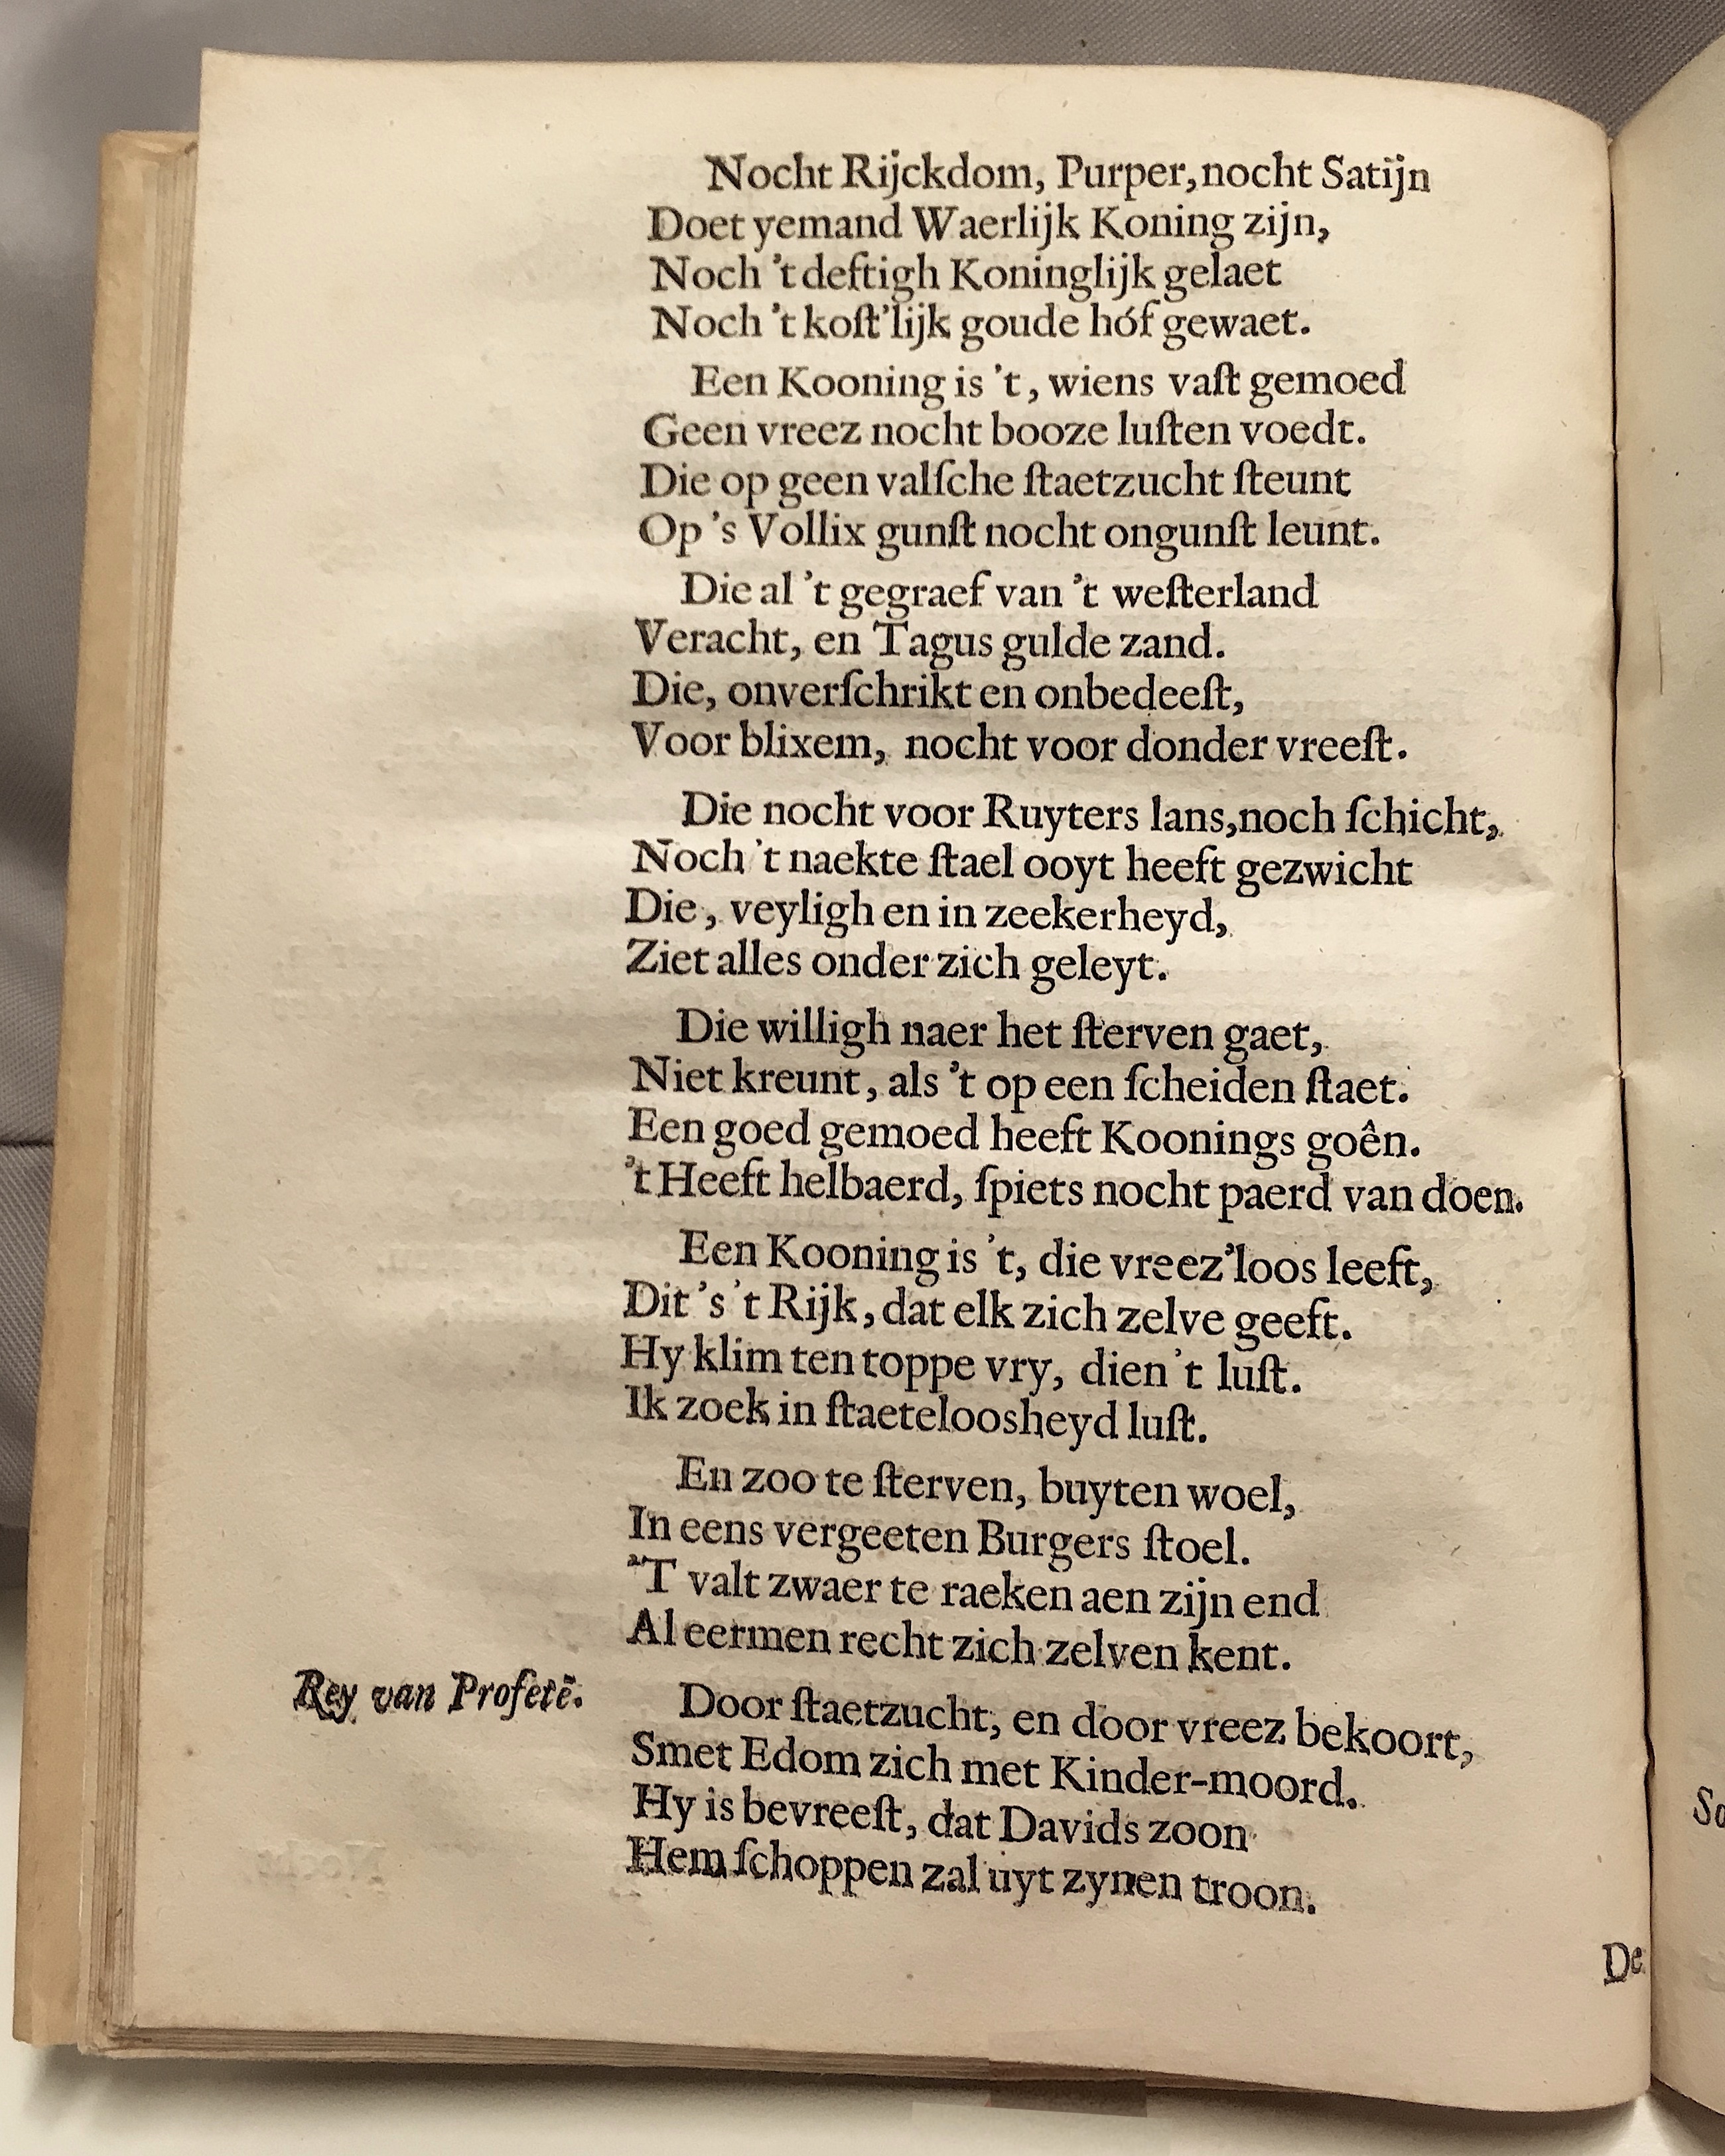 Nocht Rijckdom, Purper, nocht Satijn
Doet yemand Waerlijk Koning zijn,
Noch 't deftigh Koninglijk gelaet
Noch 't koſt'lijk goude hóf gewaet.
Een Kooning is 't, wiens vaſt gemoed
Geen vreez nocht booze luſten voedt.
Die op geen valſche ſtaetzucht ſteunt
Op 's Vollix gunſt nocht ongunſt leunt.
Die al 't gegraef van 't weſterland
Veracht, en Tagus gulde zand.
Die, onverſchrikt en onbedeeſt,
Voor blixem, nocht voor donder vreeſt.
Die nocht voor Ruyters lans, noch ſchicht,
Noch 't naekte ſtael ooyt heeft gezwicht
Die, veyligh en in zeekerheyd,
Ziet alles onder zich geleyt.
Die willigh naer het ſterven gaet,
Niet kreunt, als 't op een ſcheiden ſtaet.
Een goed gemoed heeft Koonings goên.
't Heeft helbaerd, ſpiets nocht paerd van doen.
Een Kooning is 't, die vreez'loos leeft,
Dit 's 't Rijk, dat elk zich zelve geeft.
Hy klim ten toppe vry, dien 't luſt.
Ik zoek in ſtaeteloosheyd luſt.
En zoo te ſterven, buyten woel,
In eens vergeeten Burgers ſtoel.
'T valt zwaer te raeken aen zijn end
Al eermen recht zich zelven kent.
Rey van Profetē.
Door ſtaetzucht, en door vreez bekoort,
Smet Edom zich met Kinder-moord.
Hy is bevreeſt, dat Davids zoon
Hem ſchoppen zal uyt zynen troon.
De